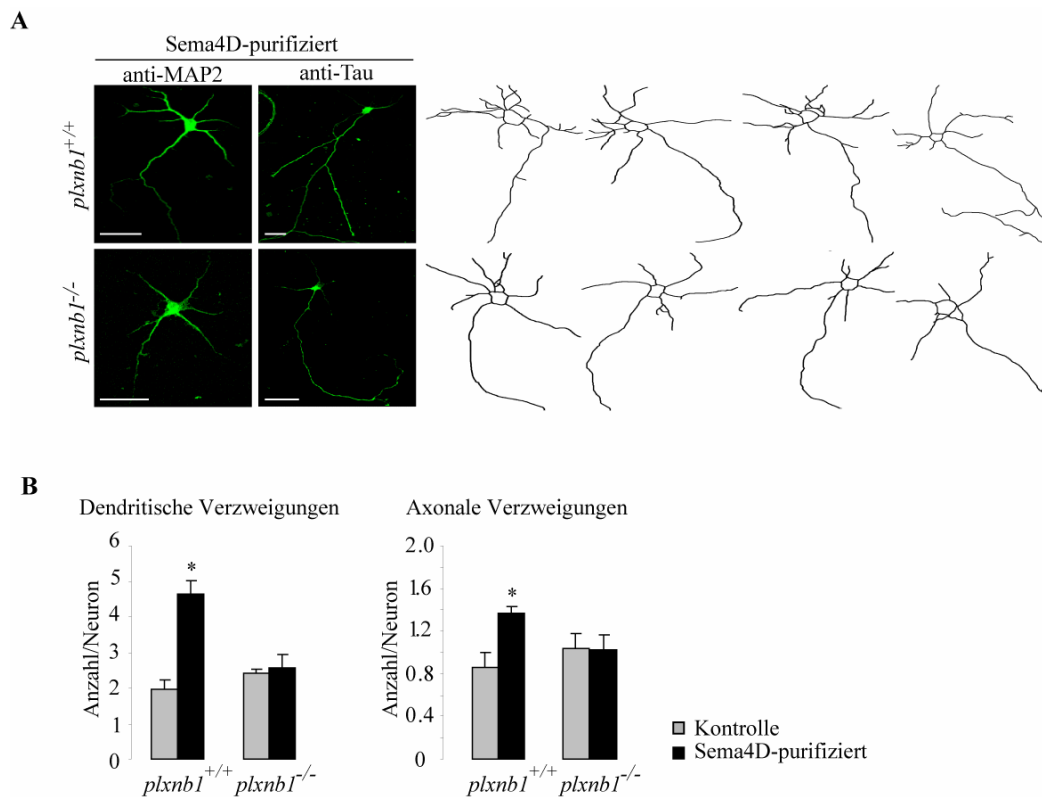 A
Sema4D-purifiziert
anti-MAP2 anti-Tau
plxnb1+/+
plxnb1-/-
B
Dendritische Verzweigungen
Anzahl/Neuron
6
5
4
3
2
1
0
*
plxnb1+/+ plxnb1-/-
Axonale Verzweigungen
Anzahl/Neuron
2.0
1.6
1.2
0.8
0.4
0
*
plxnb1+/+ plxnb1-/-
Kontrolle
Sema4D-purifiziert